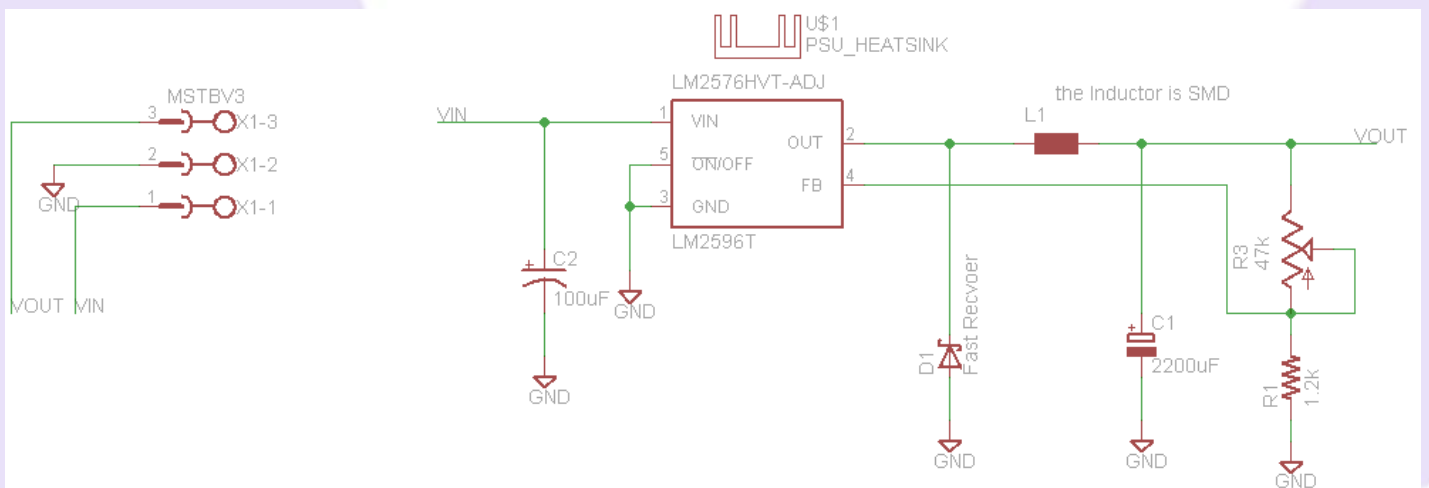 U$1
PSU_HEATSINK
MSTBV3
3
X1-3
2
X1-2
GND
1
X1-1
VOUT
VIN
VIN
LM2576HVT-ADJ
1
VIN
5
ON/OFF
3
GND
OUT
2
FB
4
LM2596T
C2
100uF
GND
GND
the Inductor is SMD
L1
VOUT
D1
Fast Recvoer
GND
C1
2200uF
GND
R3
47k
R1
1.2k
GND